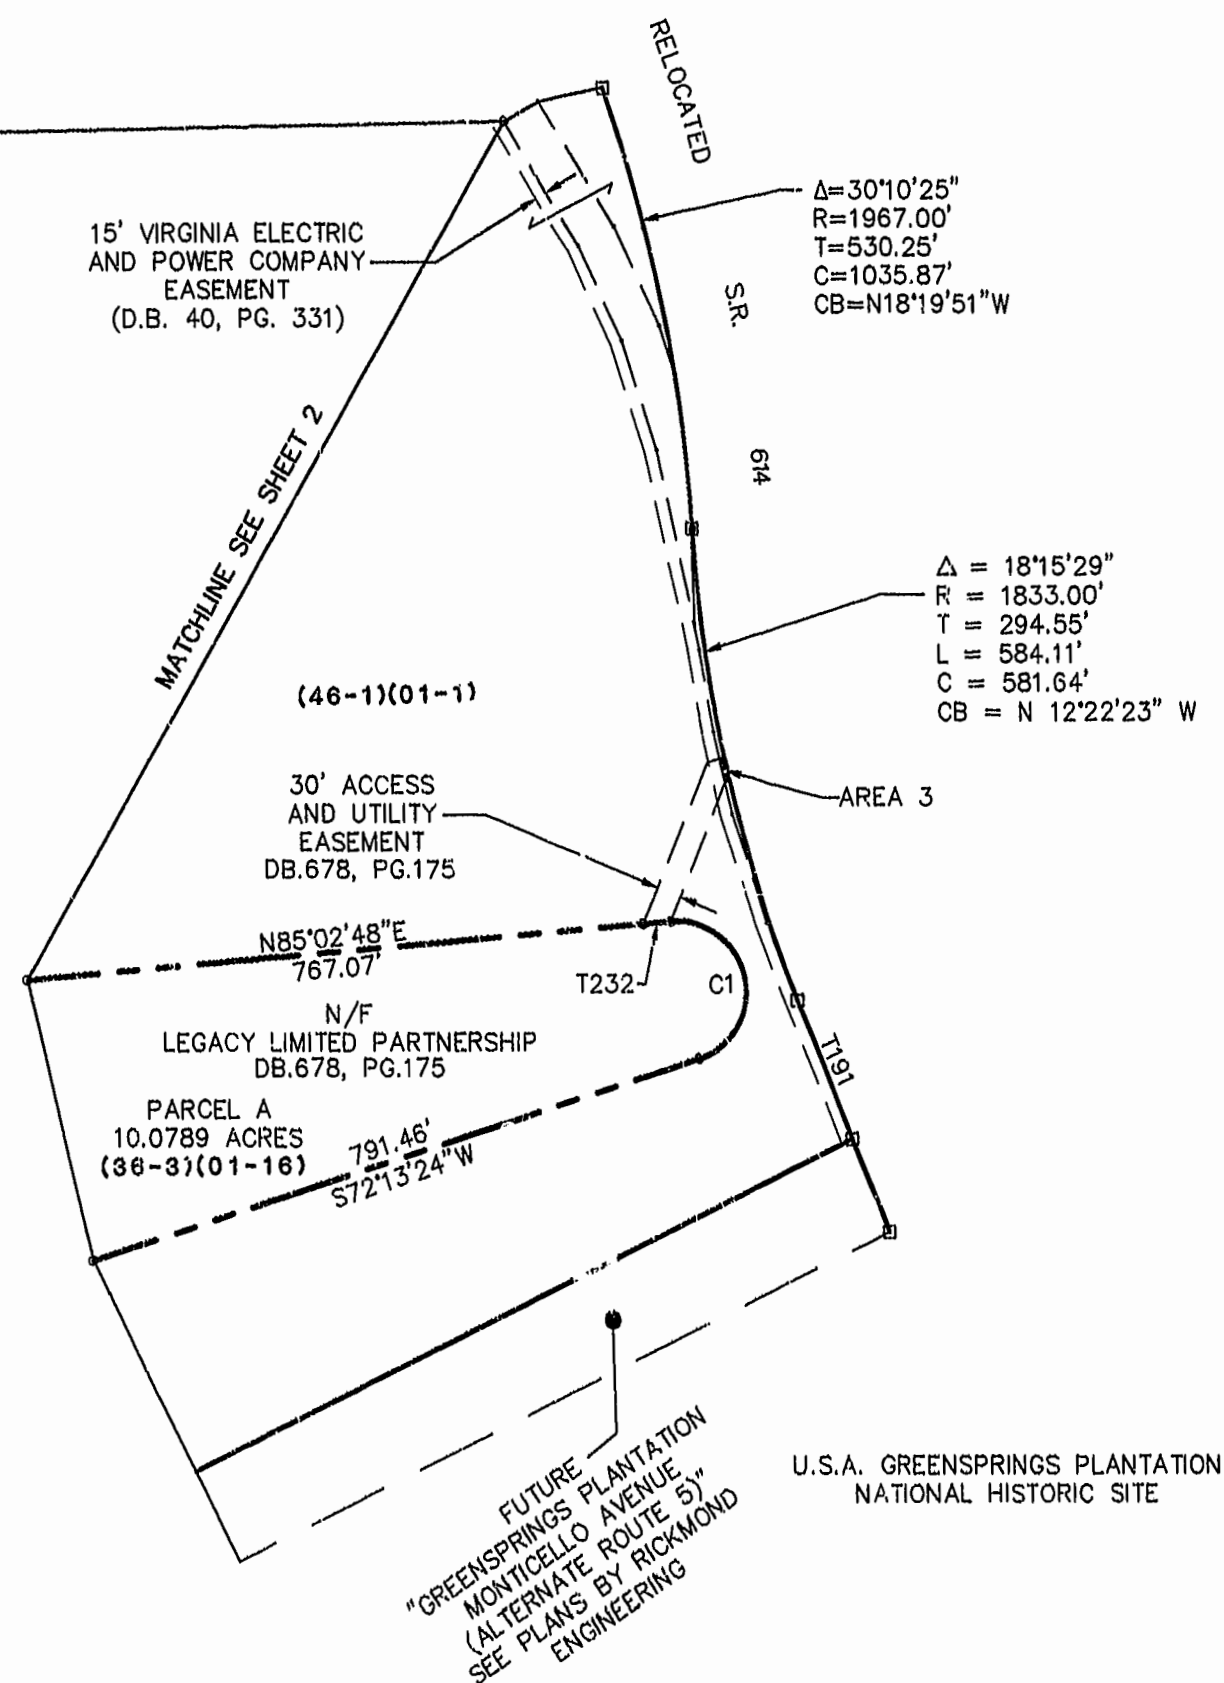 RELOCATED
Δ=30°10'25"
R=1967.00'
T=530.25'
C=1035.87'
CB=N18°19'51"W
15' VIRGINIA ELECTRIC
AND POWER COMPANY
EASEMENT
(D.B. 40, PG. 331)
S.R.
614
MATCHLINE SEE SHEET 2
Δ = 18°15'29"
R = 1833.00'
T = 294.55'
L = 584.11'
C = 581.64'
CB = N 12°22'23" W
(46-1)(01-1)
30' ACCESS
AND UTILITY
EASEMENT
DB.678, PG.175
AREA 3
N85°02'48"E
767.07'
T232
C1
N/F
LEGACY LIMITED PARTNERSHIP
DB.678, PG.175
T191
PARCEL A
10.0789 ACRES
(36-3)(01-16)
791.46'
S72°13'24"W
FUTURE
"GREENSPRINGS PLANTATION
MONTICELLO AVENUE
(ALTERNATE ROUTE 5)"
SEE PLANS BY RICKMOND
ENGINEERING
U.S.A. GREENSPRINGS PLANTATION
NATIONAL HISTORIC SITE